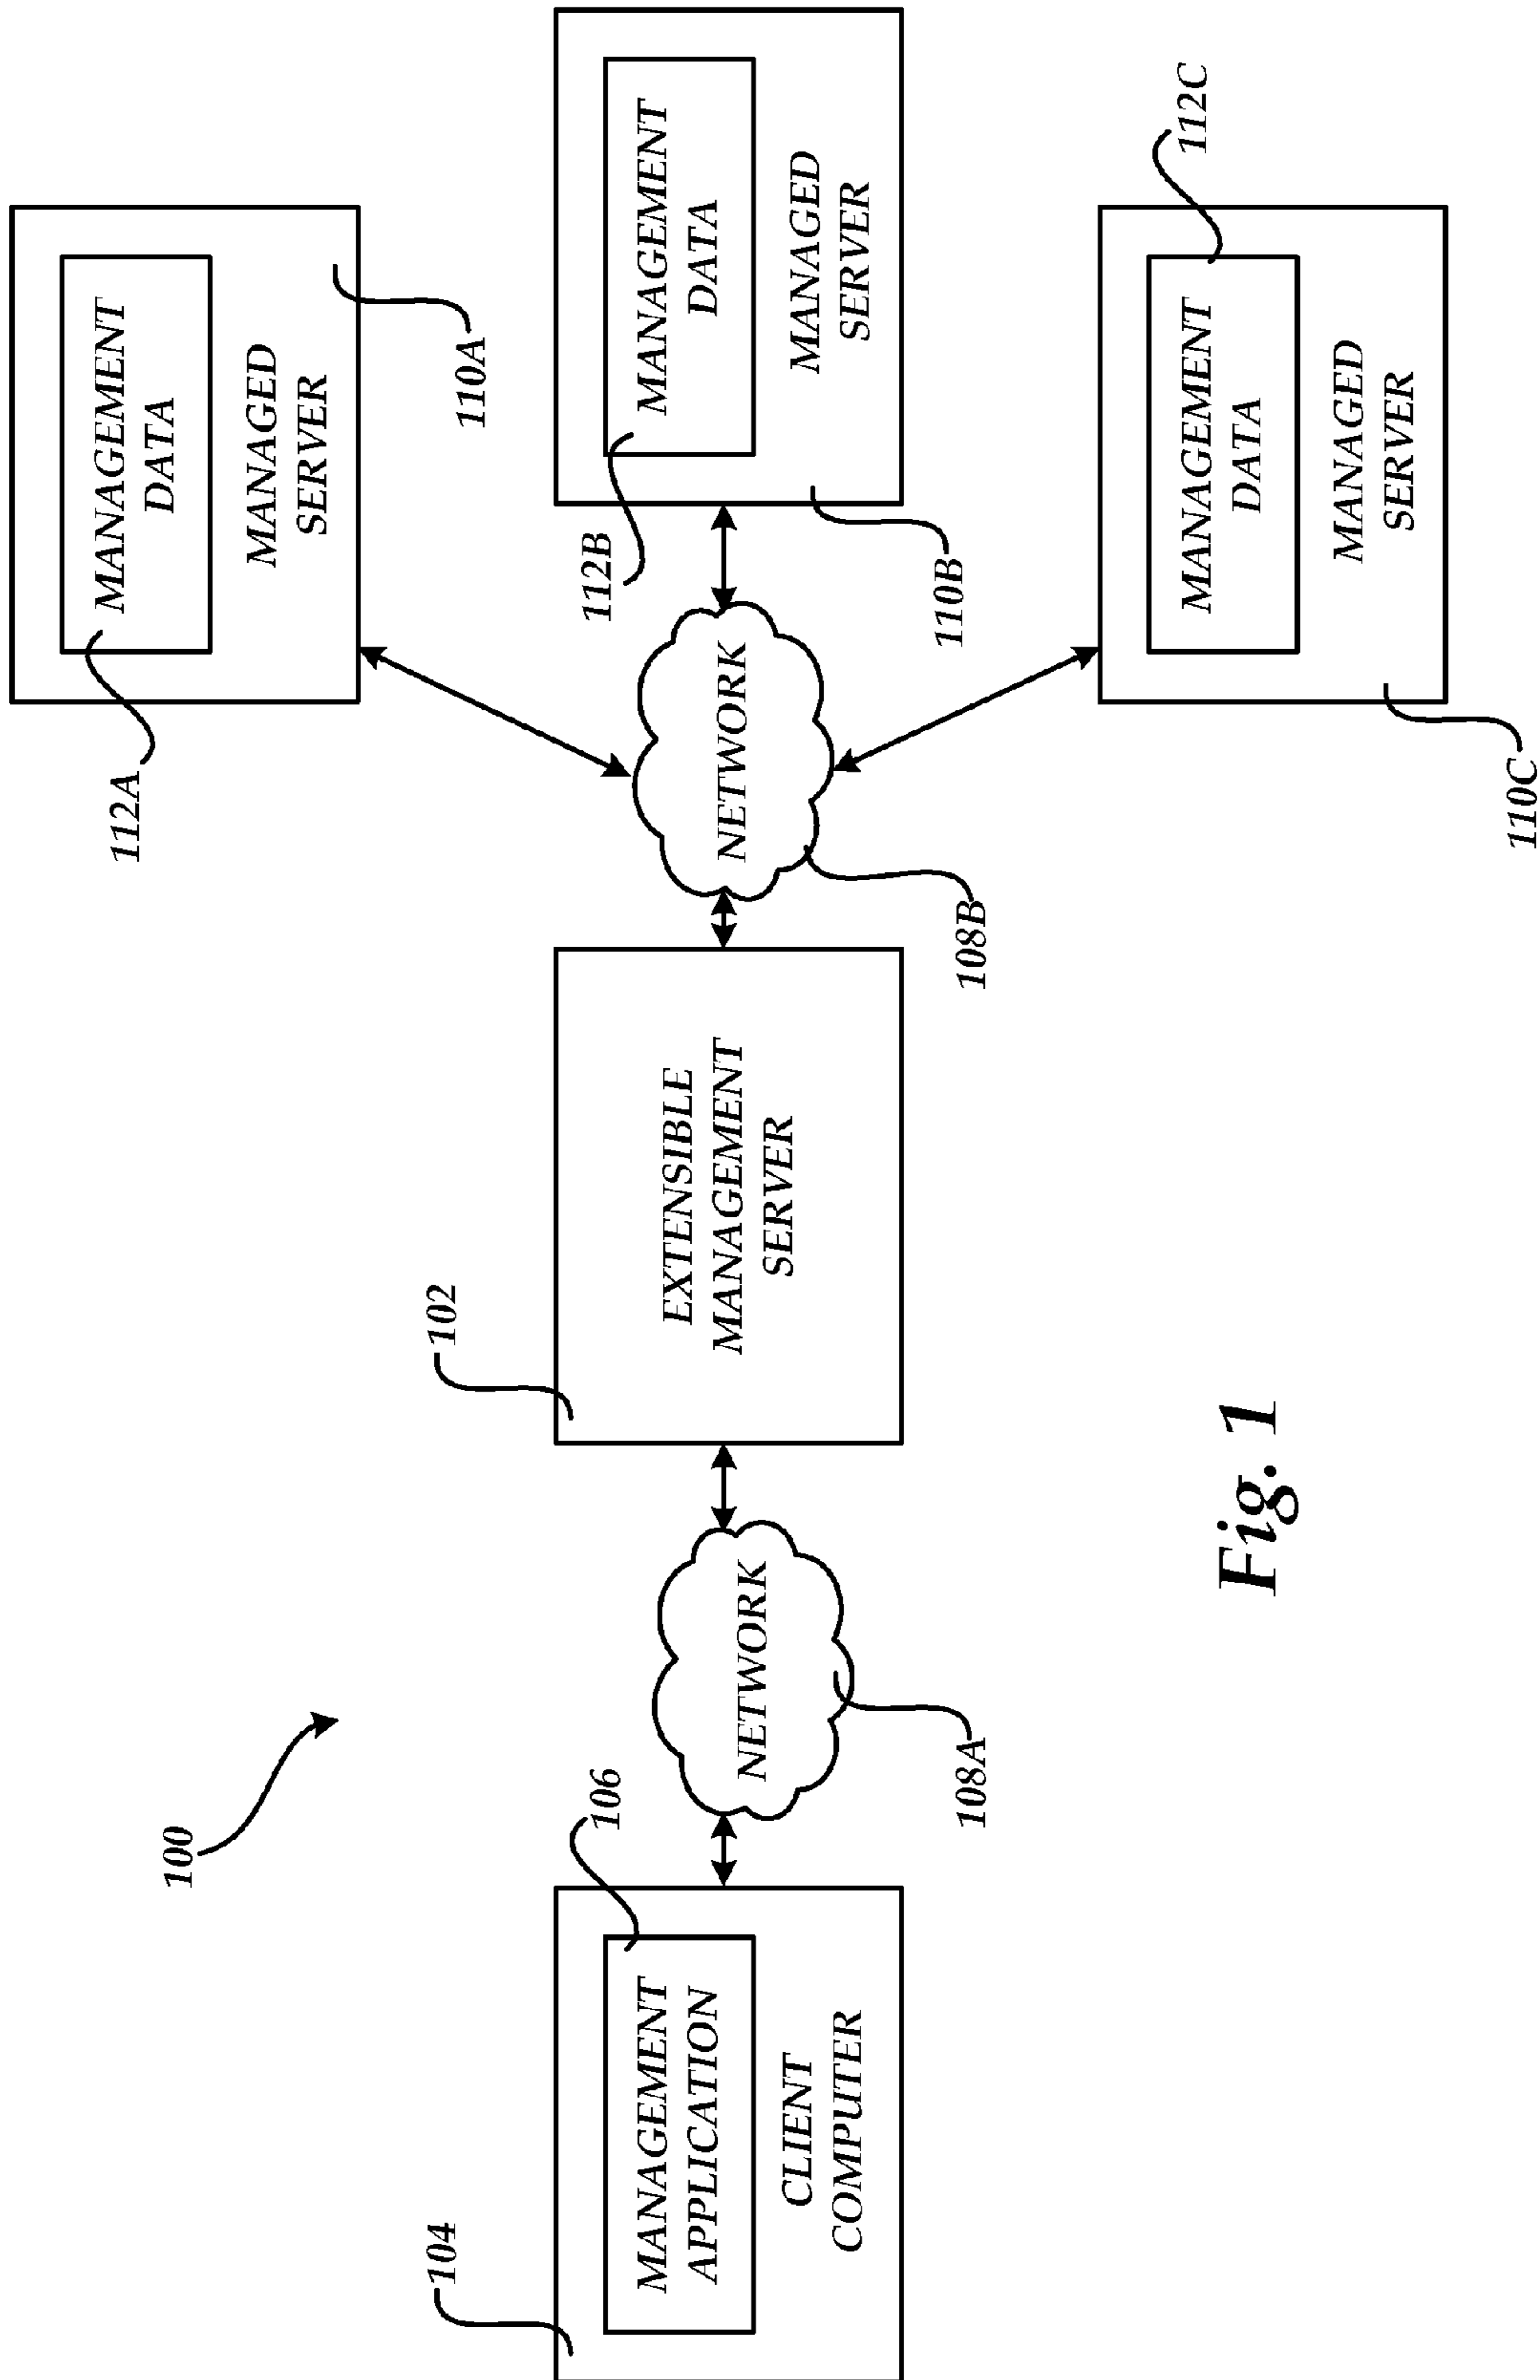 100
104
MANAGEMENT
APPLICATION
CLIENT
COMPUTER
106
NETWORK
108A
102
EXTENSIBLE
MANAGEMENT
SERVER
NETWORK
108B
112A
MANAGEMENT
DATA
MANAGED
SERVER
110A
112B
MANAGEMENT
DATA
MANAGED
SERVER
110B
MANAGEMENT
DATA
112C
MANAGED
SERVER
110C
Fig. 1